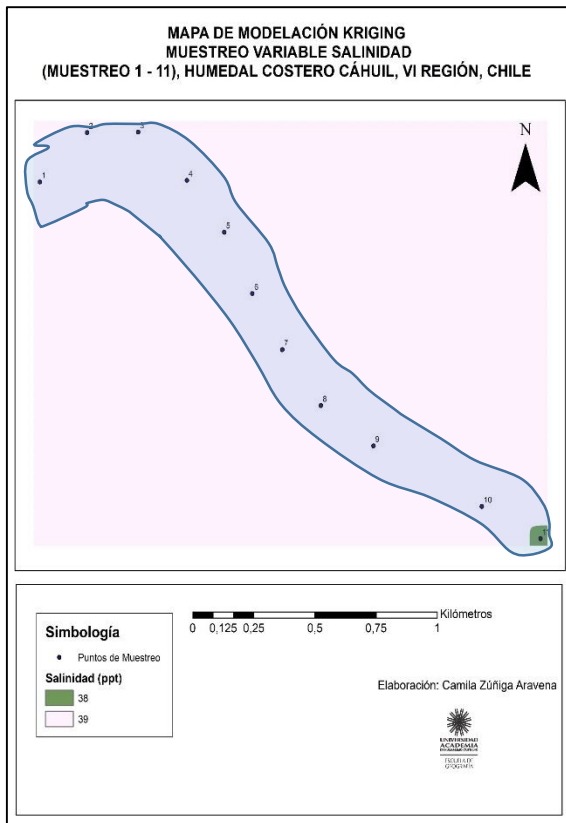 MAPA DE MODELACIÓN KRIGING
MUESTREO VARIABLE SALINIDAD
(MUESTREO 1 - 11), HUMEDAL COSTERO CÁHUIL, VI REGIÓN, CHILE
N
1
2
3
4
5
6
7
8
9
10
11
Simbología
Puntos de Muestreo
Salinidad (ppt)
38
39
Kilómetros
0 0,125 0,25 0,5 0,75 1
Elaboración: Camila Zúñiga Aravena
UNIVERSIDAD
ACADEMIA
ESCUELA DE
GEOGRAFÍA